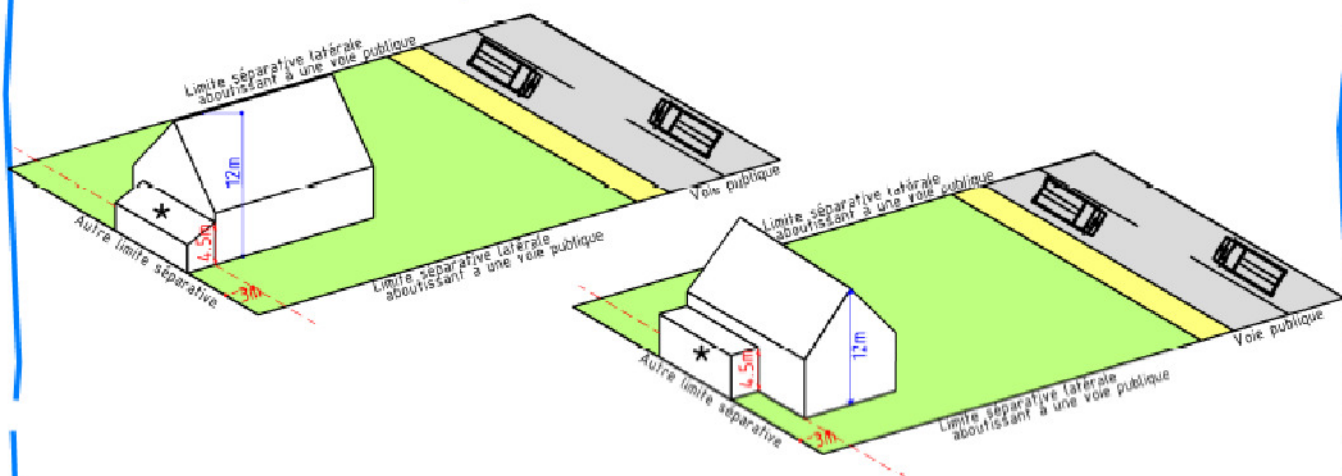 Limite séparative latérale
aboutissant à une voie publique
12m
*
4.5m
3m
Autre limite séparative
Limite séparative latérale
aboutissant à une voie publique
Voie publique
Limite séparative latérale
aboutissant à une voie publique
12m
*
4.5m
3m
Autre limite séparative
Limite séparative latérale
aboutissant à une voie publique
Voie publique